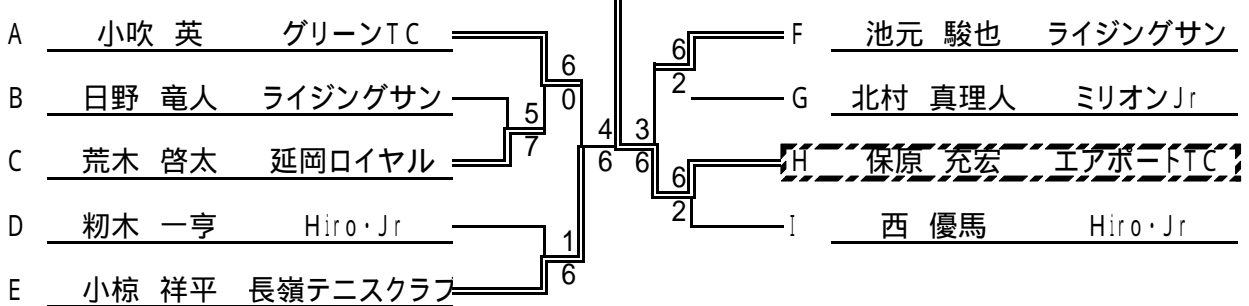 A 小吹 英 グリーンTC
B 日野 竜人 ライジングサン
C 荒木 啓太 延岡ロイヤル
D 籾木 一亨 Hiro・Jr
E 小椋 祥平 長嶺テニスクラブ
6
0
5
7
1
6
4
6
3
6
6
2
6
2
F 池元 駿也 ライジングサン
G 北村 真理人 ミリオンJr
H 保原 充宏 エアポートTC
I 西 優馬 Hiro・Jr